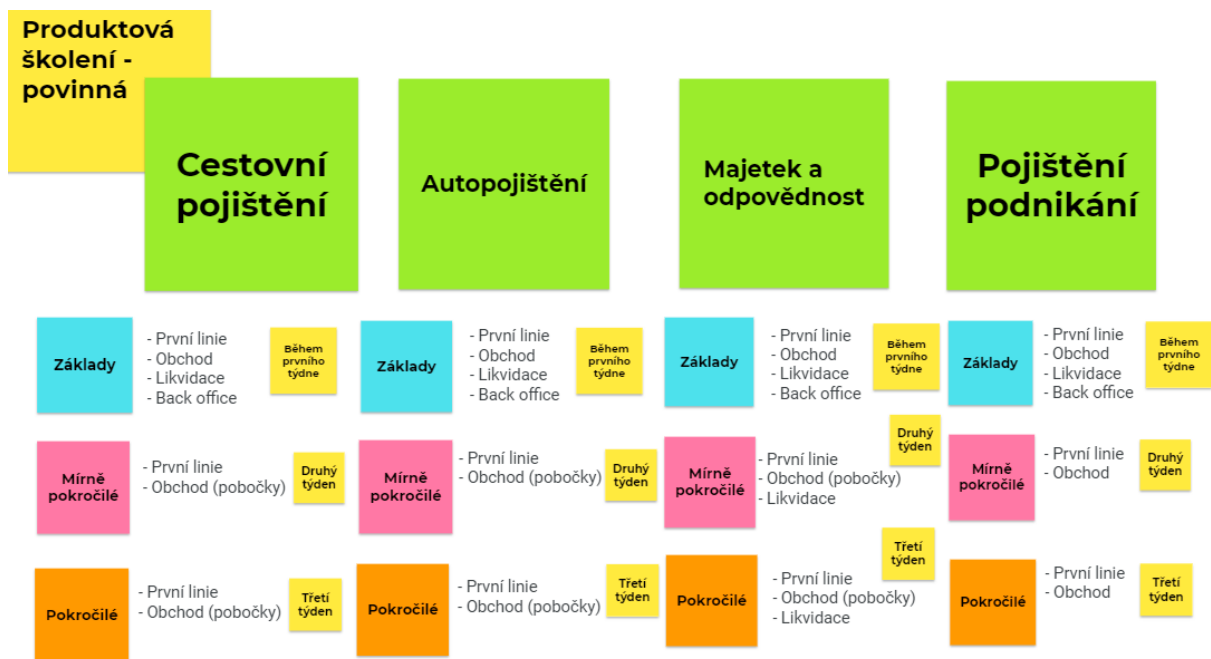 Produktová
školení -
povinná
Cestovní
pojištění
Autopojištění
Majetek a
odpovědnost
Pojištění
podnikání
Základy
- První linie
- Obchod
- Likvidace
- Back office
Během
prvního
týdne
Základy
- První linie
- Obchod
- Likvidace
- Back office
Během
prvního
týdne
Základy
- První linie
- Obchod
- Likvidace
- Back office
Během
prvního
týdne
Základy
- První linie
- Obchod
- Likvidace
- Back office
Během
prvního
týdne
Mírně
pokročilé
- První linie
- Obchod (pobočky)
Druhý
týden
Mírně
pokročilé
- První linie
- Obchod (pobočky)
Druhý
týden
Mírně
pokročilé
- První linie
- Obchod (pobočky)
- Likvidace
Druhý
týden
Mírně
pokročilé
- První linie
- Obchod
Druhý
týden
Pokročilé
- První linie
- Obchod (pobočky)
Třetí
týden
Pokročilé
- První linie
- Obchod (pobočky)
Třetí
týden
Pokročilé
- První linie
- Obchod (pobočky)
- Likvidace
Třetí
týden
Pokročilé
- První linie
- Obchod
Třetí
týden